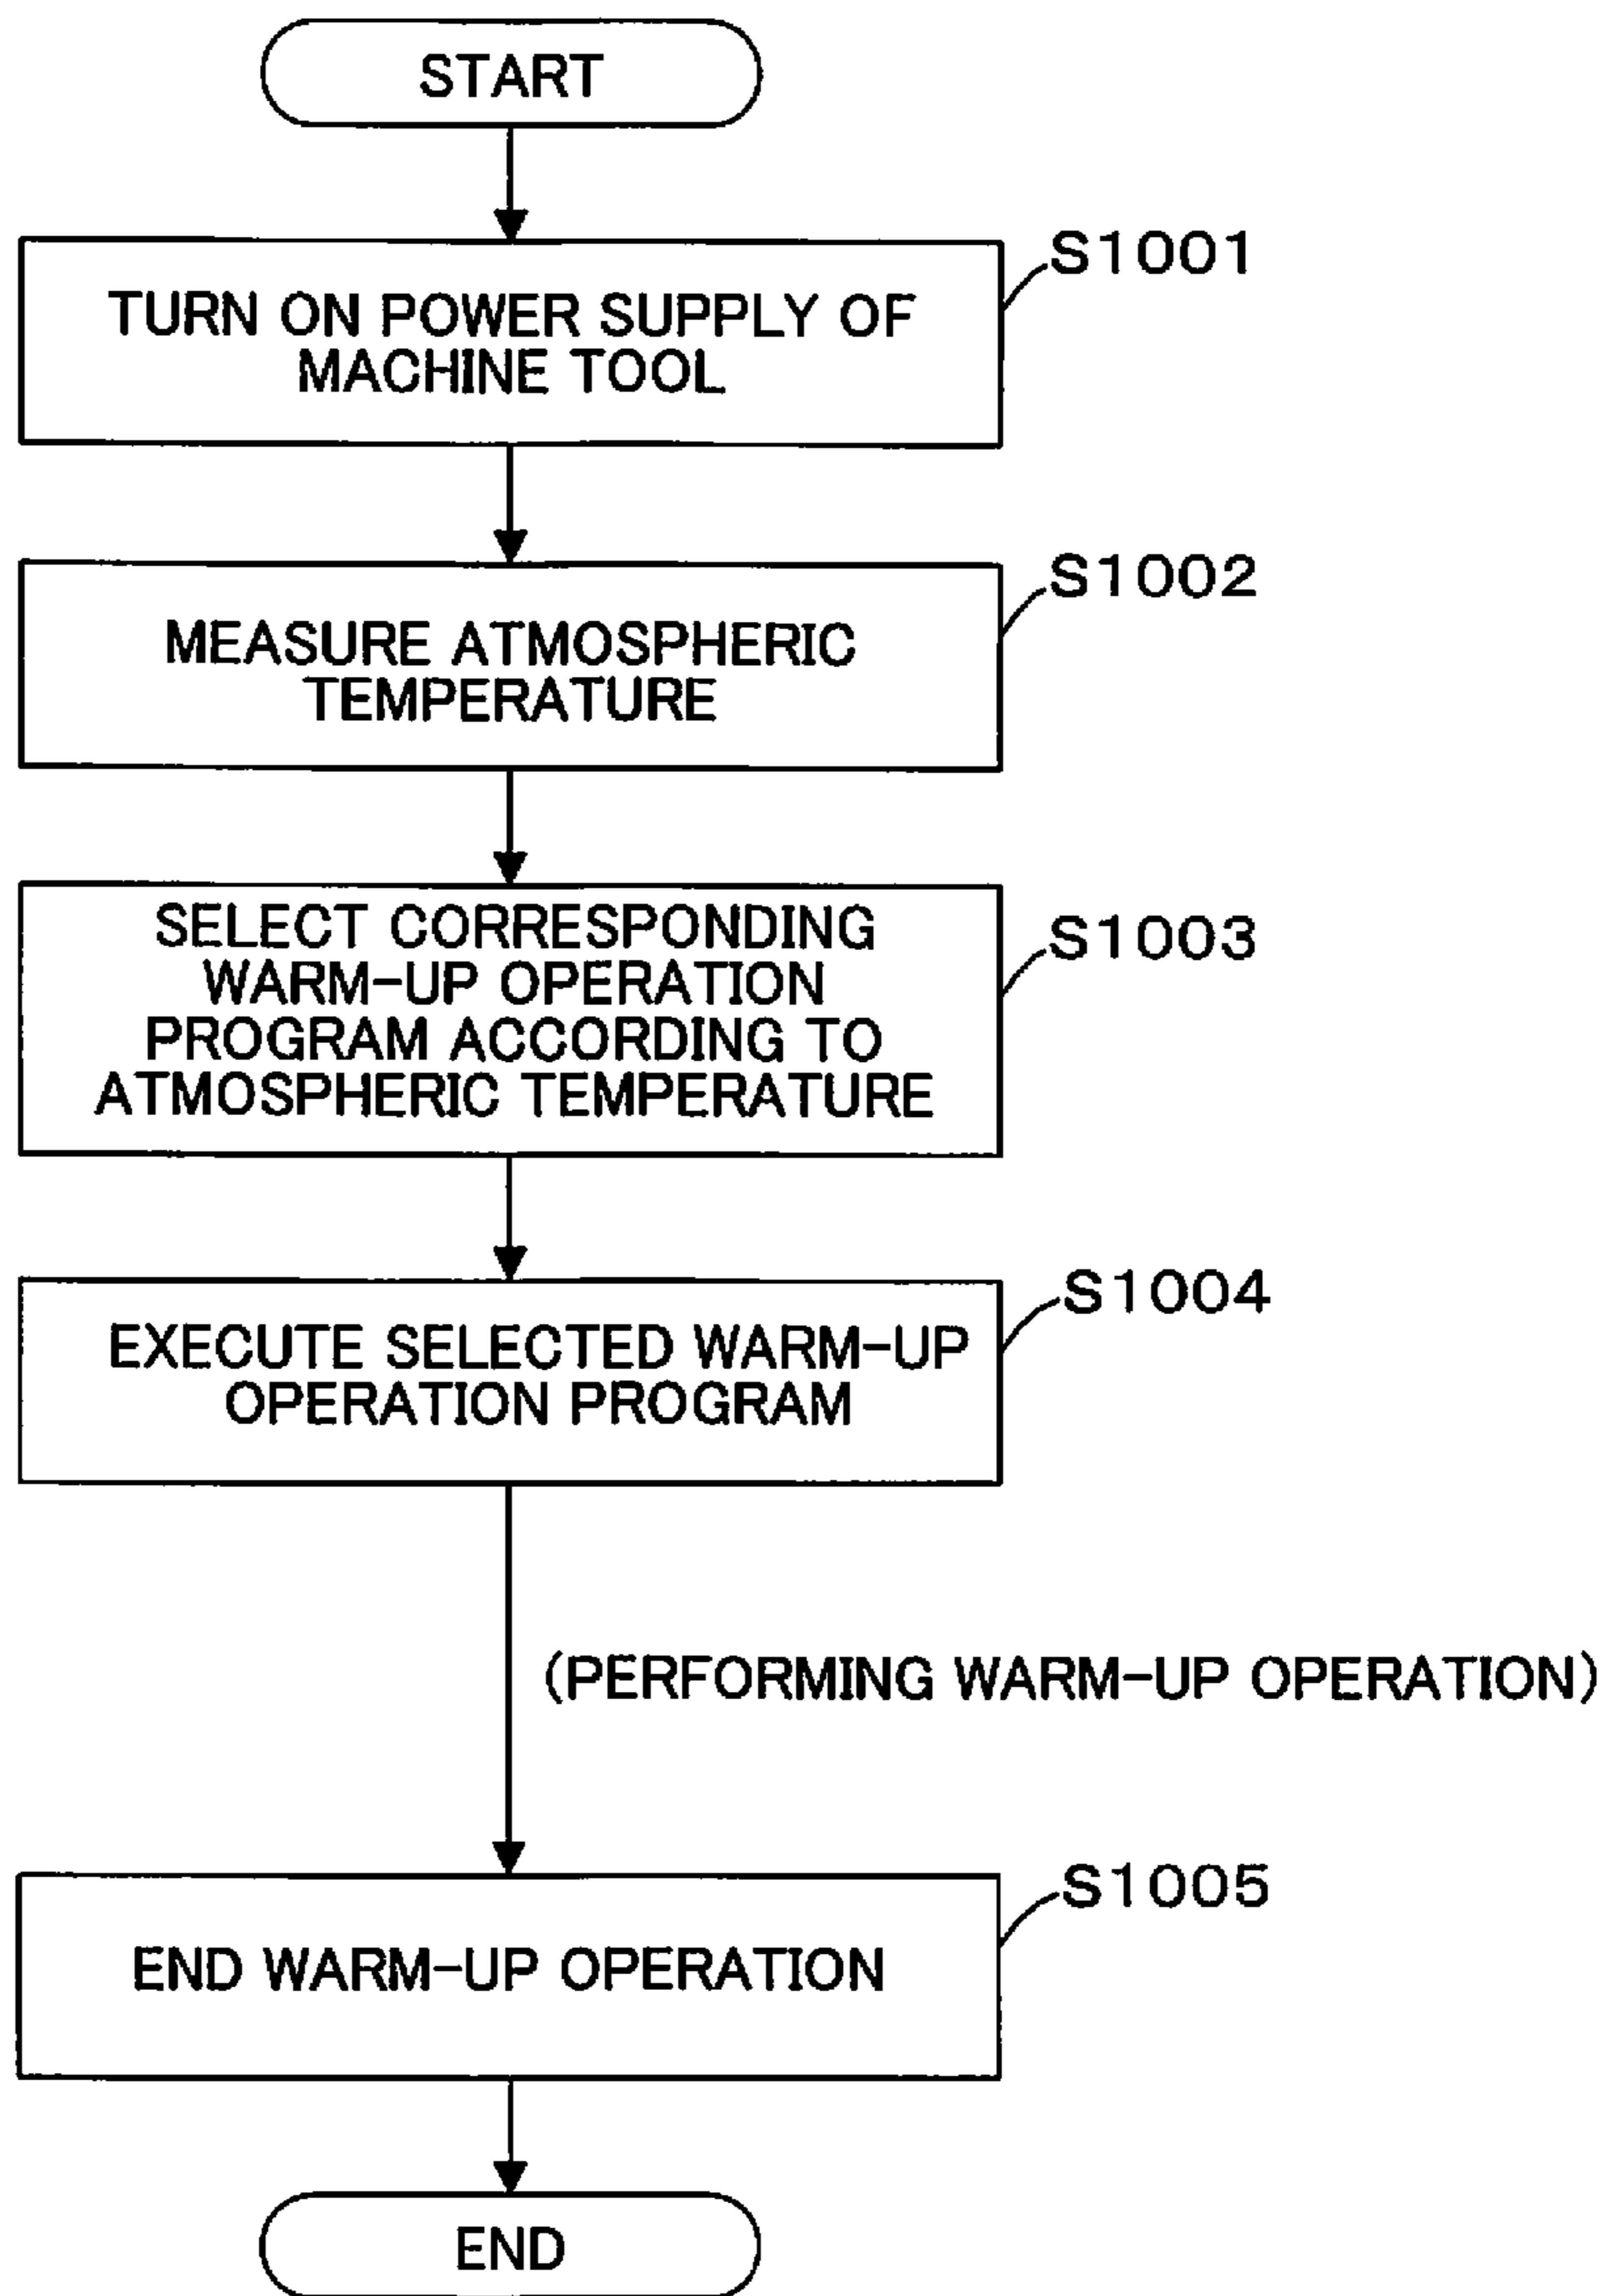 START
S1001
TURN ON POWER SUPPLY OF
MACHINE TOOL
S1002
MEASURE ATMOSPHERIC
TEMPERATURE
S1003
SELECT CORRESPONDING
WARM-UP OPERATION
PROGRAM ACCORDING TO
ATMOSPHERIC TEMPERATURE
S1004
EXECUTE SELECTED WARM-UP
OPERATION PROGRAM
(PERFORMING WARM-UP OPERATION)
S1005
END WARM-UP OPERATION
END